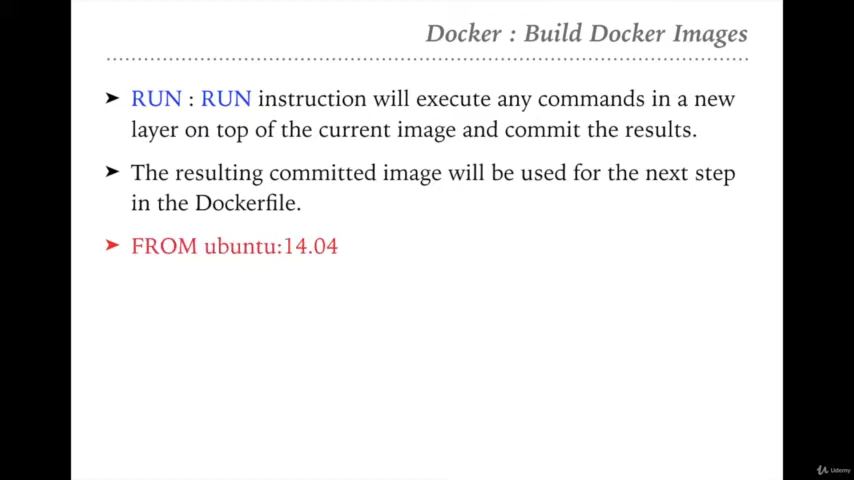 Docker : Build Docker Images
➤ RUN : RUN instruction will execute any commands in a new
layer on top of the current image and commit the results.
➤ The resulting committed image will be used for the next step
in the Dockerfile.
➤ FROM ubuntu:14.04
Udemy